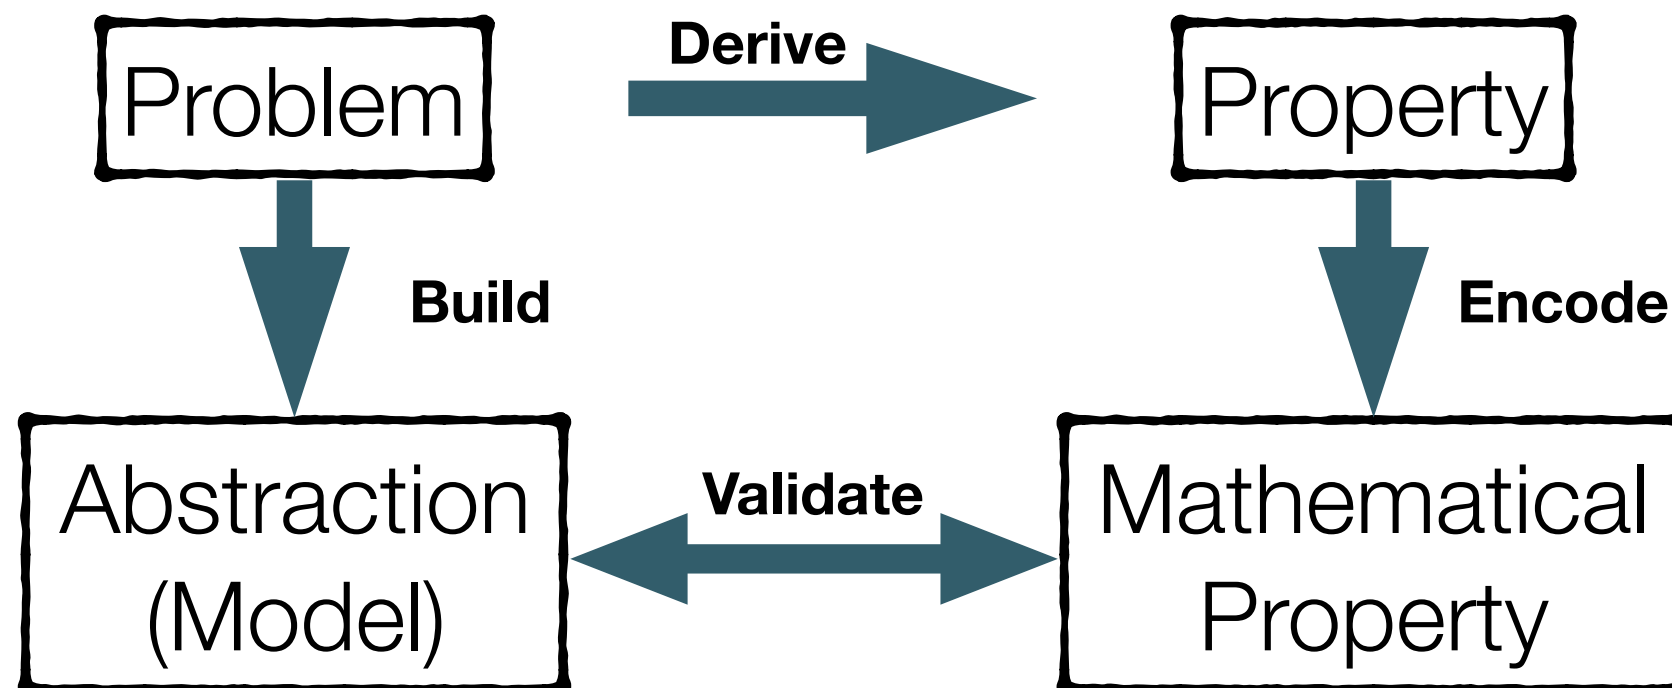 Derive
Problem
Property
Build
Encode
Abstraction
(Model)
Validate
Mathematical
Property